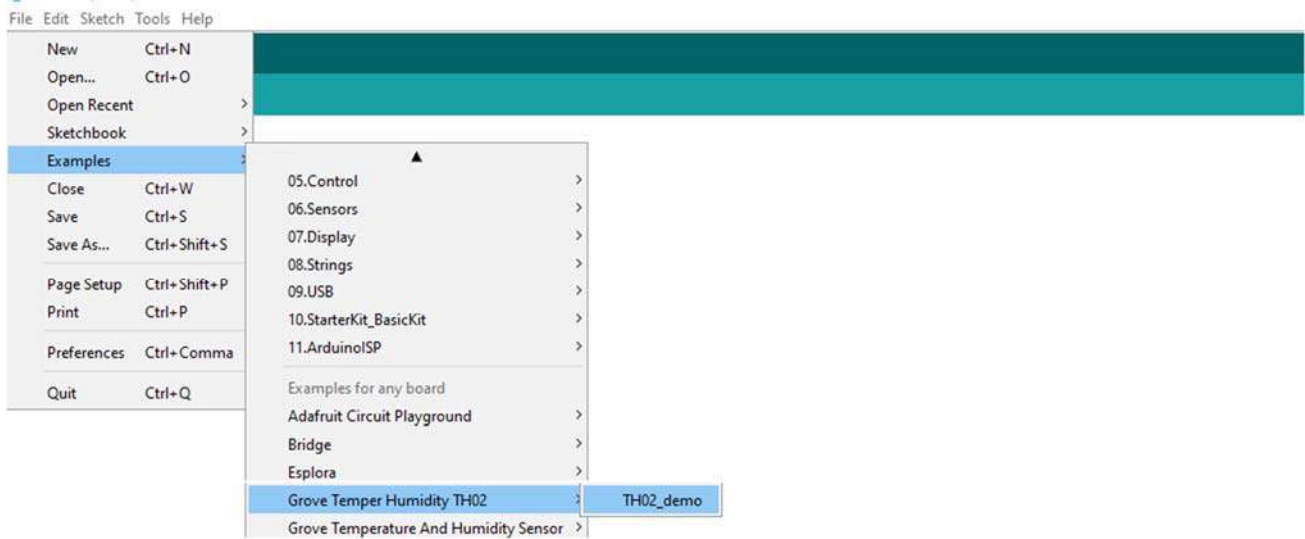 File Edit Sketch Tools Help
New Ctrl+N
Open... Ctrl+O
Open Recent
Sketchbook
Examples
Close Ctrl+W
Save Ctrl+S
Save As... Ctrl+Shift+S
Page Setup Ctrl+Shift+P
Print Ctrl+P
Preferences Ctrl+Comma
Quit Ctrl+Q
05.Control
06.Sensors
07.Display
08.Strings
09.USB
10.StarterKit_BasicKit
11.ArduinoISP
Examples for any board
Adafruit Circuit Playground
Bridge
Esplora
Grove Temper Humidity TH02
Grove Temperature And Humidity Sensor
TH02_demo